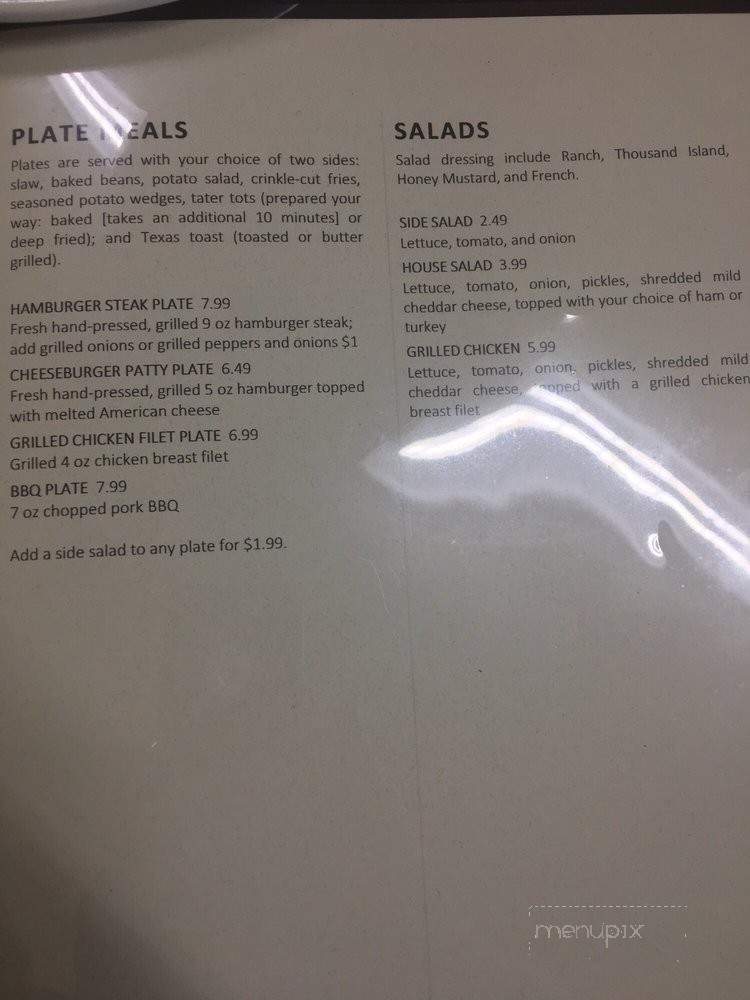 PLATE MEALS
Plates are served with your choice of two sides:
slaw, baked beans, potato salad, crinkle-cut fries,
seasoned potato wedges, tater tots (prepared your
way: baked [takes an additional 10 minutes] or
deep fried); and Texas toast (toasted or butter
grilled).
HAMBURGER STEAK PLATE 7.99
Fresh hand-pressed, grilled 9 oz hamburger steak;
add grilled onions or grilled peppers and onions $1
CHEESEBURGER PATTY PLATE 6.49
Fresh hand-pressed, grilled 5 oz hamburger topped
with melted American cheese
GRILLED CHICKEN FILET PLATE 6.99
Grilled 4 oz chicken breast filet
BBQ PLATE 7.99
7 oz chopped pork BBQ
Add a side salad to any plate for $1.99.
SALADS
Salad dressing include Ranch, Thousand Island,
Honey Mustard, and French.
SIDE SALAD 2.49
Lettuce, tomato, and onion
HOUSE SALAD 3.99
Lettuce, tomato, onion, pickles, shredded mild
cheddar cheese, topped with your choice of ham or
turkey
GRILLED CHICKEN 5.99
Lettuce, tomato, onion, pickles, shredded mild
cheddar cheese, topped with a grilled chicken
breast filet
menupix